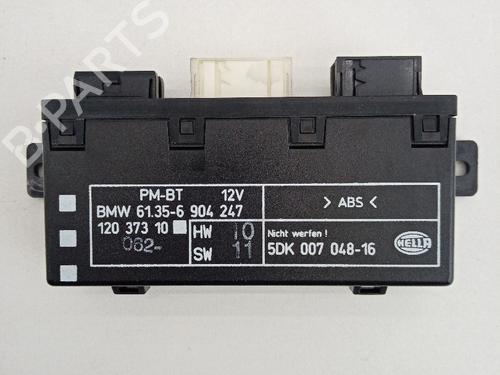 B-PARTS
PM-BT 12V
BMW 61.35-6 904 247
120 373 10
062-
HW 10
SW 11
> ABS <
Nicht werfen !
5DK 007 048-16
HELLA